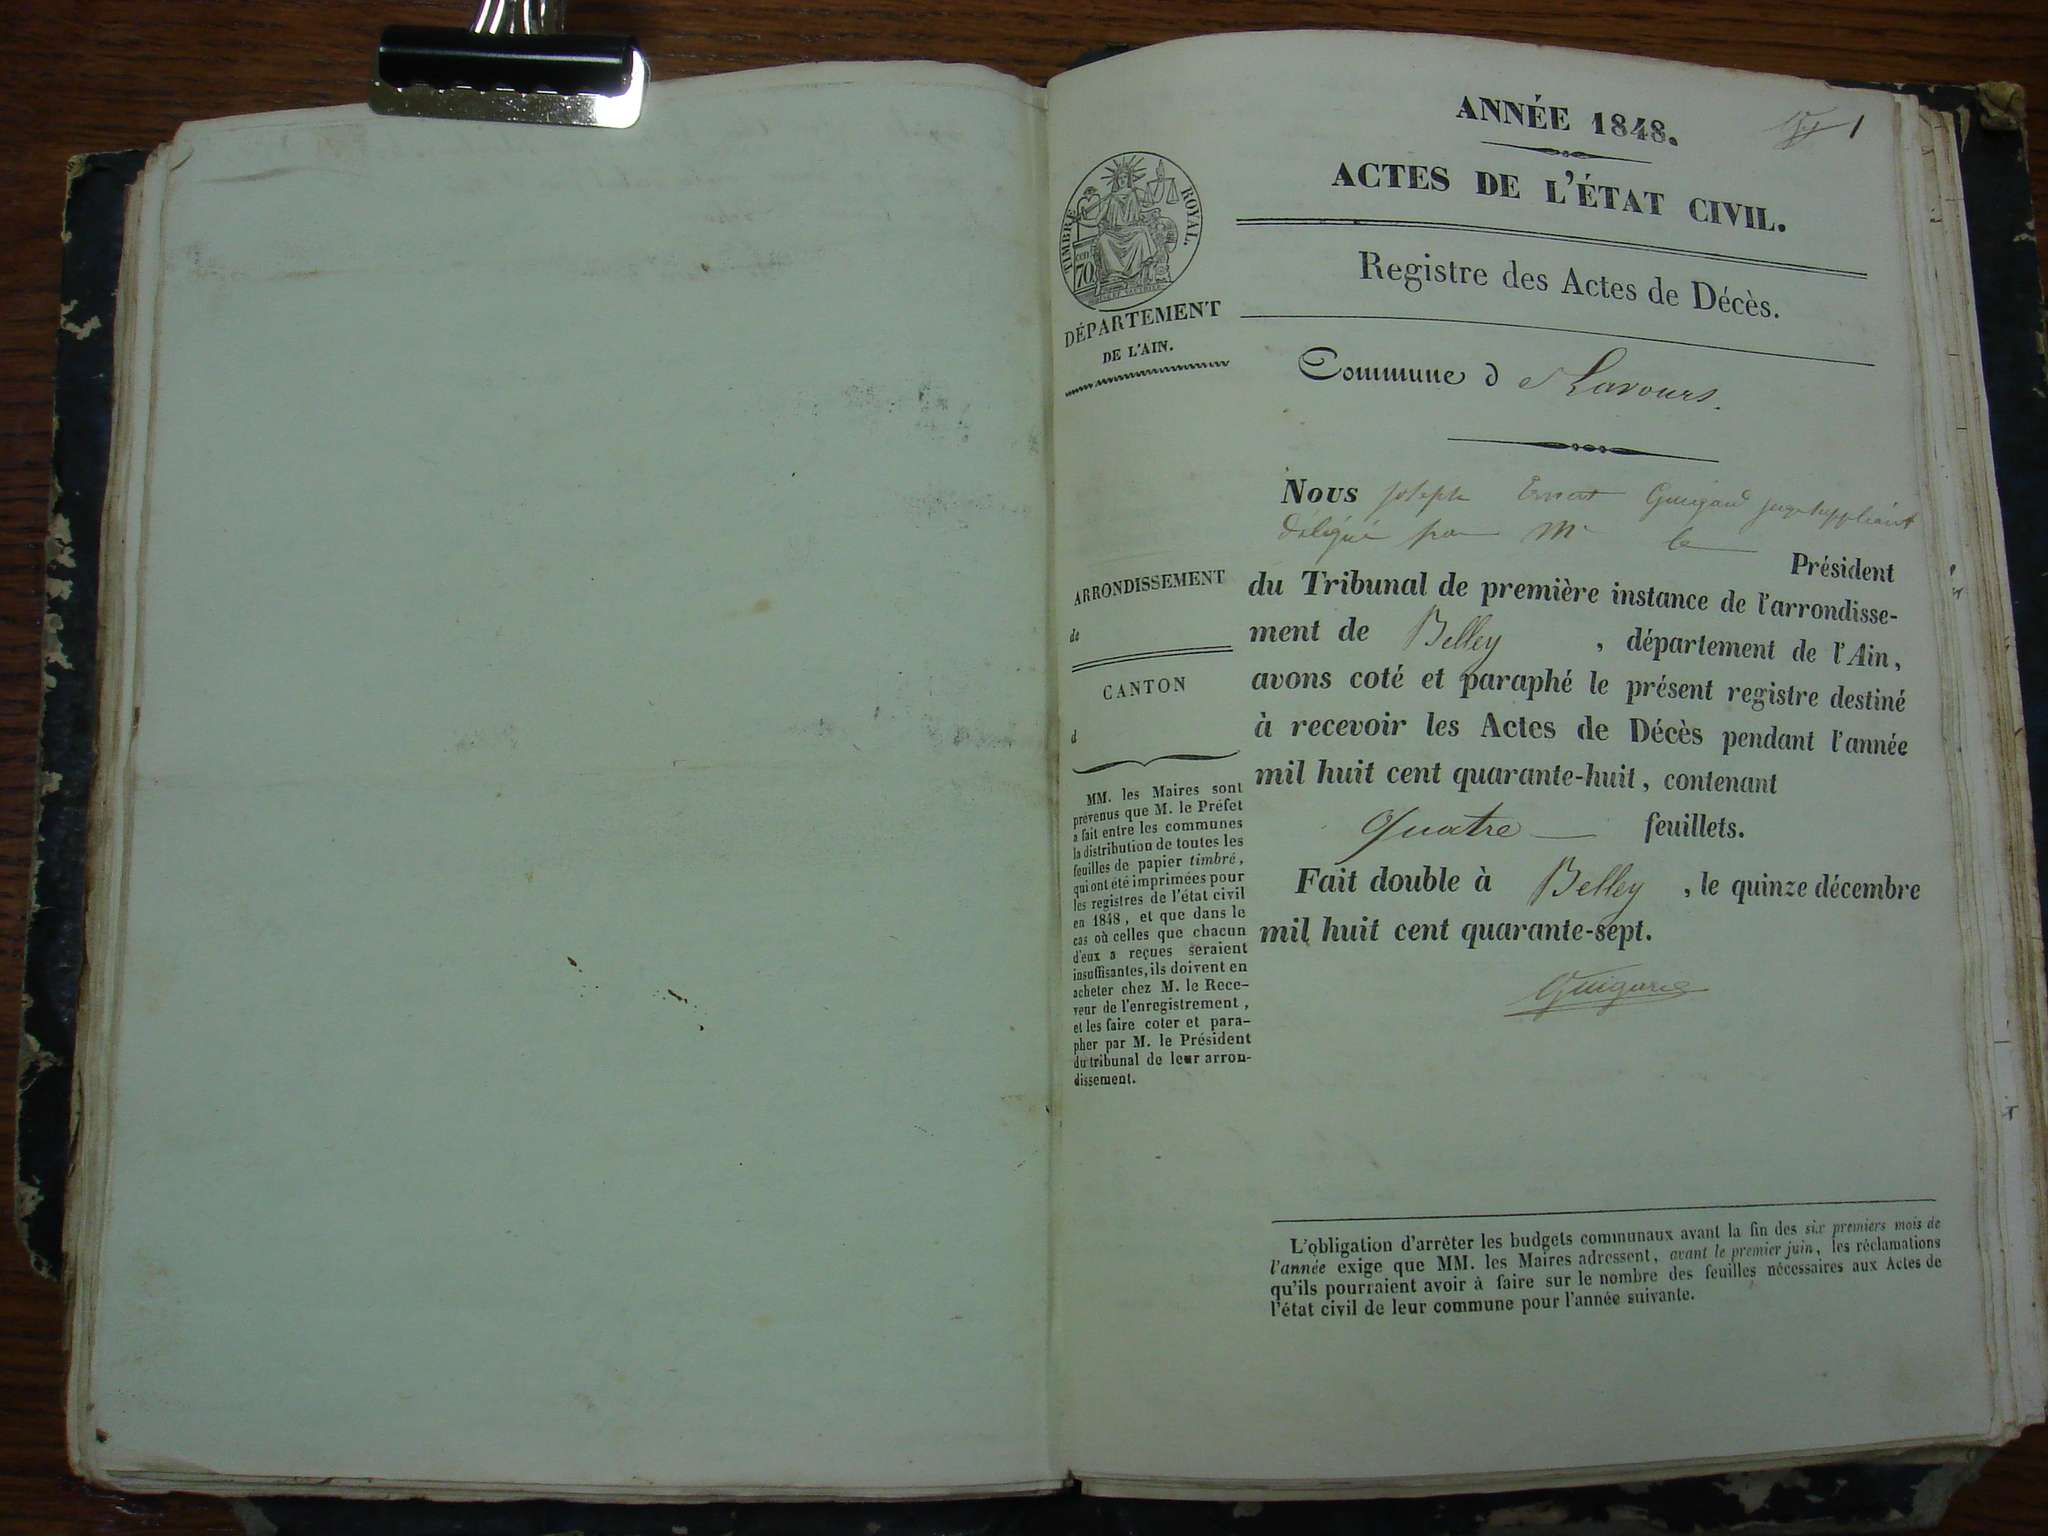 ANNÉE 1848.
1
ACTES DE L'ÉTAT CIVIL.
Registre des Actes de Décès.
TIMBRE ROYAL.
cen 70
DÉPARTEMENT
DE L'AIN.
Commune d e Lavours.
Nous joseph Ernest Guigard juge suppléant
délégué par Mr le Président
du Tribunal de première instance de l'arrondisse-
ment de Belley , département de l'Ain,
avons coté et paraphé le présent registre destiné
à recevoir les Actes de Décès pendant l'année
mil huit cent quarante-huit, contenant
Quatre feuillets.
Fait double à Belley , le quinze décembre
mil huit cent quarante-sept.
ARRONDISSEMENT
de
CANTON
d
MM. les Maires sont
prévenus que M. le Préfet
a fait entre les communes
la distribution de toutes les
feuilles de papier timbré,
qui ont été imprimées pour
les registres de l'état civil
en 1848, et que dans le
cas où celles que chacun
d'eux a reçues seraient
insuffisantes, ils doivent en
acheter chez M. le Rece-
veur de l'enregistrement,
et les faire coter et para-
pher par M. le Président
du tribunal de leur arron-
dissement.
L'obligation d'arrêter les budgets communaux avant la fin des six premiers mois de
l'année exige que MM. les Maires adressent, avant le premier juin, les réclamations
qu'ils pourraient avoir à faire sur le nombre des feuilles nécessaires aux Actes de
l'état civil de leur commune pour l'année suivante.